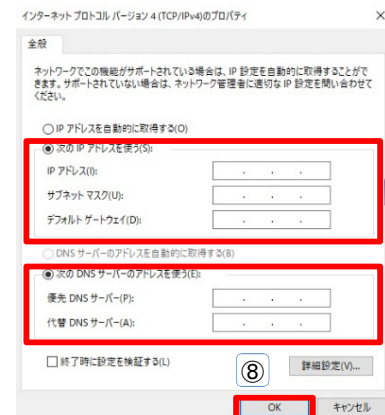 インターネット プロトコル バージョン 4 (TCP/IPv4)のプロパティ
全般
ネットワークでこの機能がサポートされている場合は、IP 設定を自動的に取得することがで
きます。サポートされていない場合は、ネットワーク管理者に適切な IP 設定を問い合わせて
ください。
IP アドレスを自動的に取得する(O)
次の IP アドレスを使う(S):
IP アドレス(I):
サブネット マスク(U):
デフォルト ゲートウェイ(D):
DNS サーバーのアドレスを自動的に取得する(B)
次の DNS サーバーのアドレスを使う(E):
優先 DNS サーバー(P):
代替 DNS サーバー(A):
終了時に設定を検証する(L)
⑧
詳細設定(V)...
OK
キャンセル